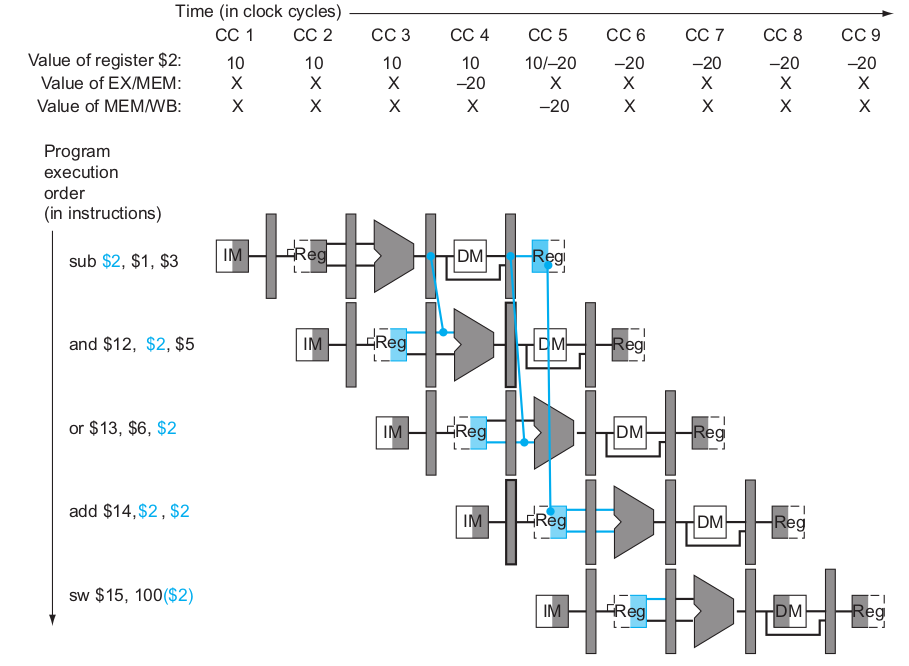 Time (in clock cycles)
CC 1 CC 2 CC 3 CC 4 CC 5 CC 6 CC 7 CC 8 CC 9
Value of register $2: 10 10 10 10 10/–20 –20 –20 –20 –20
Value of EX/MEM: X X X –20 X X X X X
Value of MEM/WB: X X X X –20 X X X X
Program
execution
order
(in instructions)
sub $2, $1, $3
IM Reg DM Reg
and $12, $2, $5
IM Reg DM Reg
or $13, $6, $2
IM Reg DM Reg
add $14,$2 , $2
IM Reg DM Reg
sw $15, 100($2)
IM Reg DM Reg